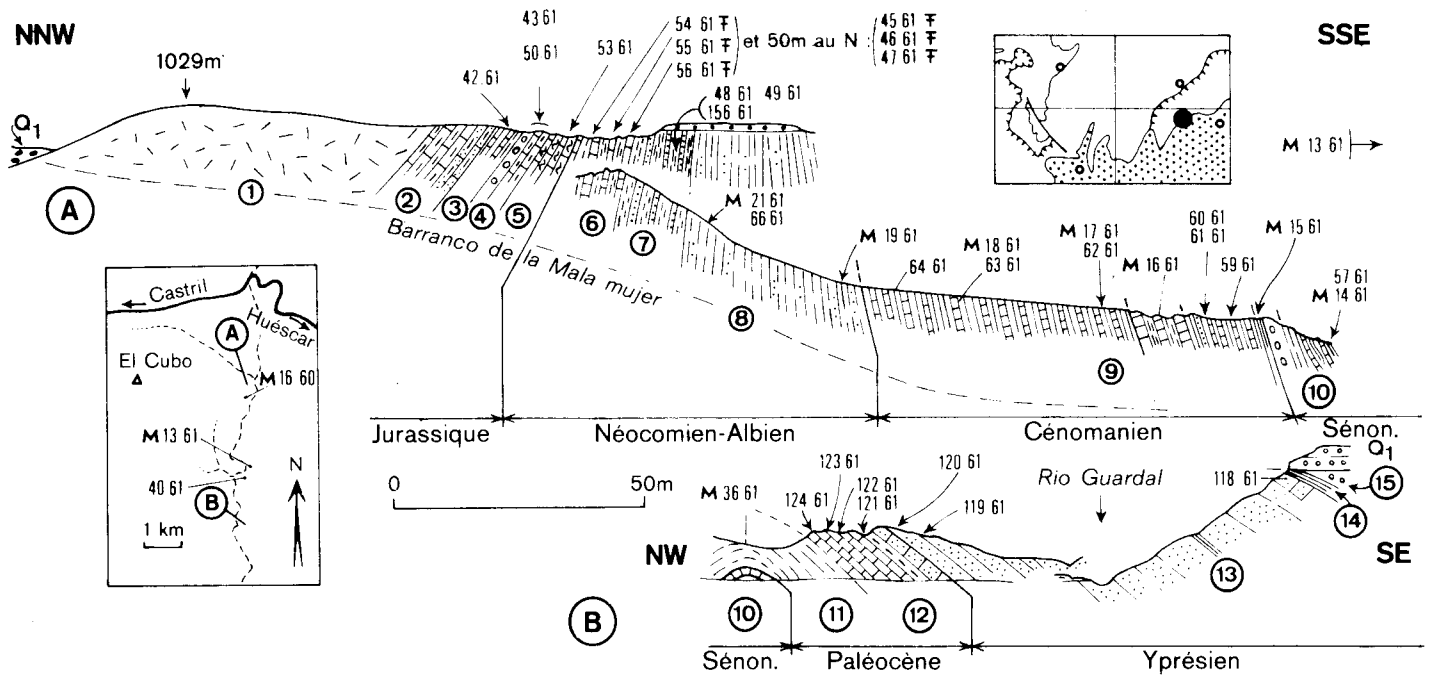 NNW
SSE
1029m
Q1
42 61
43 61
50 61
53 61
54 61 Ŧ
55 61 Ŧ
56 61 Ŧ
et 50m au N :
45 61 Ŧ
46 61 Ŧ
47 61 Ŧ
48 61 49 61
156 61
M 13 61
A
1
2
3
4
5
6
7
8
9
10
Barranco de la Mala mujer
M 21 61
66 61
M 19 61
64 61
M 18 61
63 61
M 17 61
62 61
M 16 61
60 61
61 61
59 61
M 15 61
57 61
M 14 61
Jurassique
Néocomien-Albien
Cénomanien
Sénon.
Castril
Huéscar
A
El Cubo
M 16 60
M 13 61
40 61
B
N
1 km
0
50m
NW
SE
M 36 61
124 61
123 61
122 61
121 61
120 61
119 61
Rio Guardal
118 61
Q1
15
14
13
B
10
11
12
Sénon.
Paléocène
Yprésien